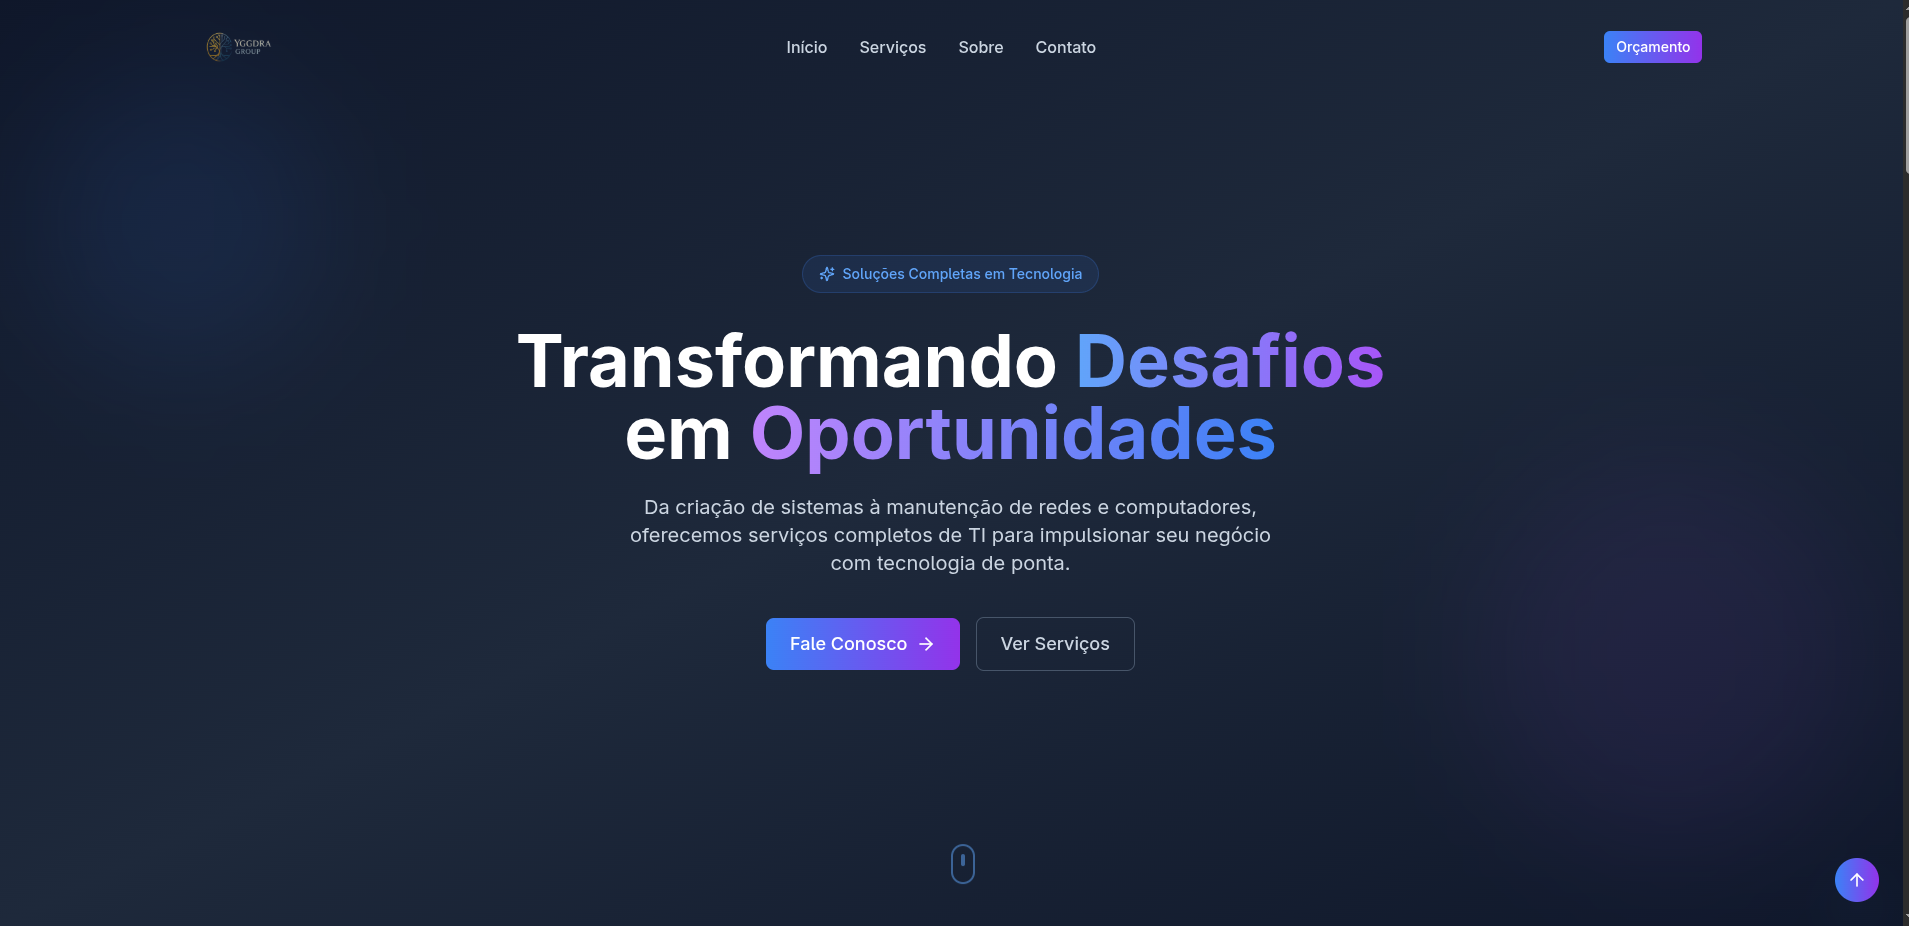 YGGDRA
GROUP
Início
Serviços
Sobre
Contato
Orçamento
Soluções Completas em Tecnologia
Transformando Desafios
em Oportunidades
Da criação de sistemas à manutenção de redes e computadores,
oferecemos serviços completos de TI para impulsionar seu negócio
com tecnologia de ponta.
Fale Conosco
Ver Serviços